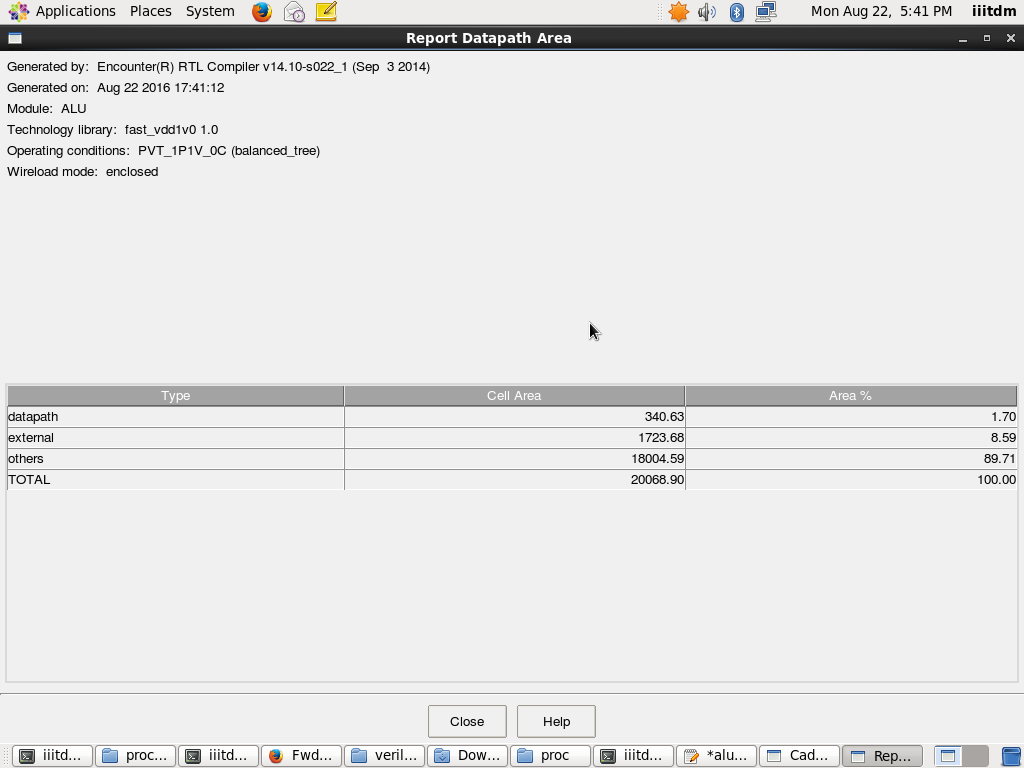 Applications Places System Mon Aug 22, 5:41 PM iiitdm
Report Datapath Area
Generated by: Encounter(R) RTL Compiler v14.10-s022_1 (Sep 3 2014)
Generated on: Aug 22 2016 17:41:12
Module: ALU
Technology library: fast_vdd1v0 1.0
Operating conditions: PVT_1P1V_0C (balanced_tree)
Wireload mode: enclosed
Type Cell Area Area %
datapath 340.63 1.70
external 1723.68 8.59
others 18004.59 89.71
TOTAL 20068.90 100.00
Close Help
iiitd... proc... iiitd... Fwd... veril... Dow... proc iiitd... *alu... Cad... Rep...